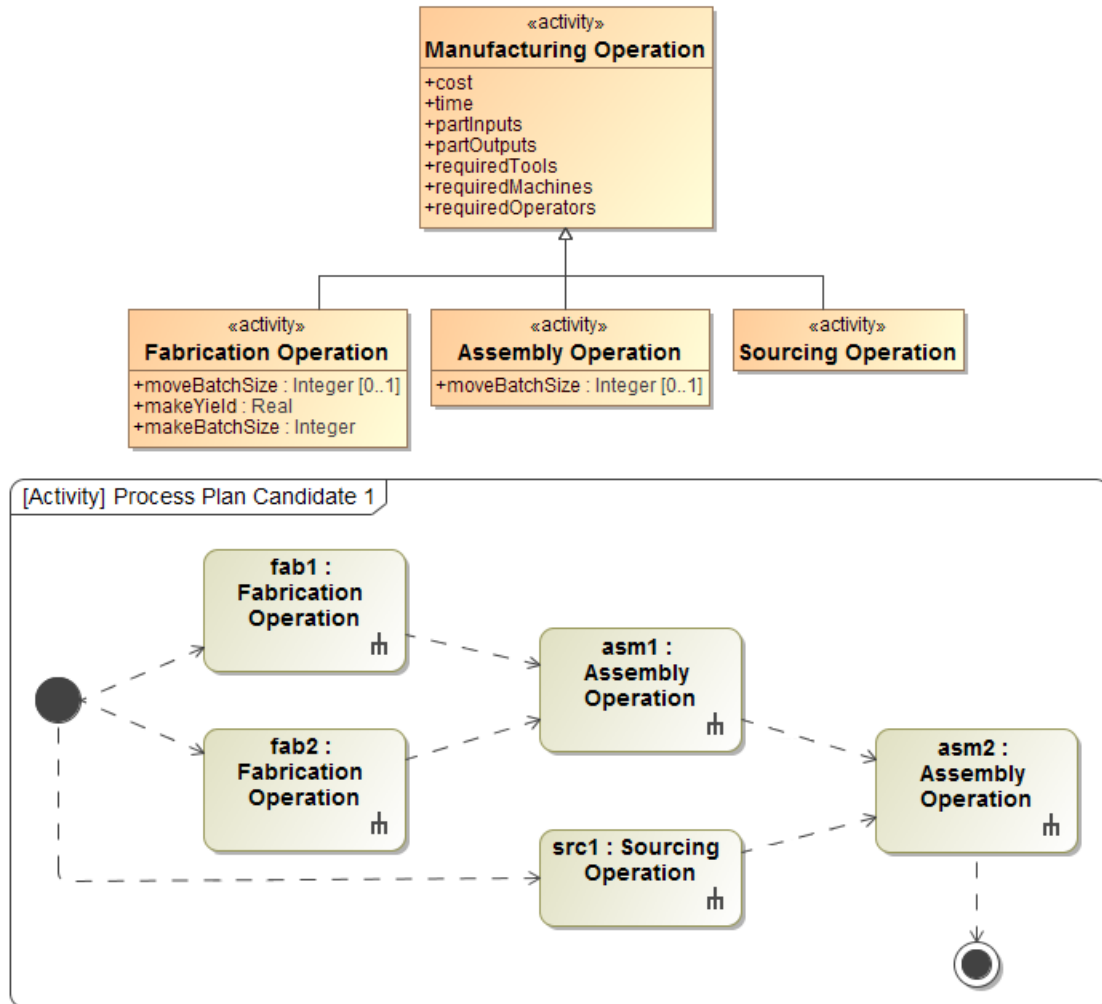 «activity»
Manufacturing Operation
+cost
+time
+partInputs
+partOutputs
+requiredTools
+requiredMachines
+requiredOperators
«activity»
Fabrication Operation
+moveBatchSize : Integer [0..1]
+makeYield : Real
+makeBatchSize : Integer
«activity»
Assembly Operation
+moveBatchSize : Integer [0..1]
«activity»
Sourcing Operation
[Activity] Process Plan Candidate 1
fab1 :
Fabrication
Operation
fab2 :
Fabrication
Operation
asm1 :
Assembly
Operation
src1 : Sourcing
Operation
asm2 :
Assembly
Operation